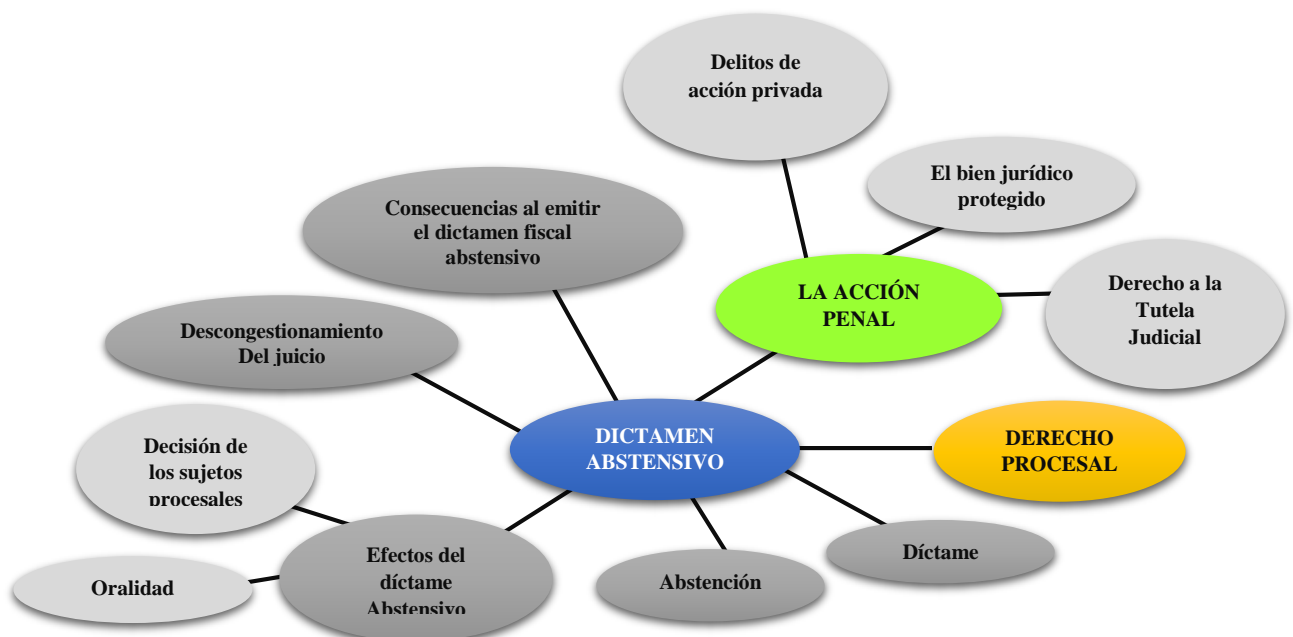 Delitos de
acción privada
El bien jurídico
protegido
Consecuencias al emitir
el dictamen fiscal
abstensivo
LA ACCIÓN
PENAL
Derecho a la
Tutela
Judicial
Descongestionamiento
Del juicio
DICTAMEN
ABSTENSIVO
DERECHO
PROCESAL
Decisión de
los sujetos
procesales
Efectos del
díctame
Abstensivo
Abstención
Díctame
Oralidad